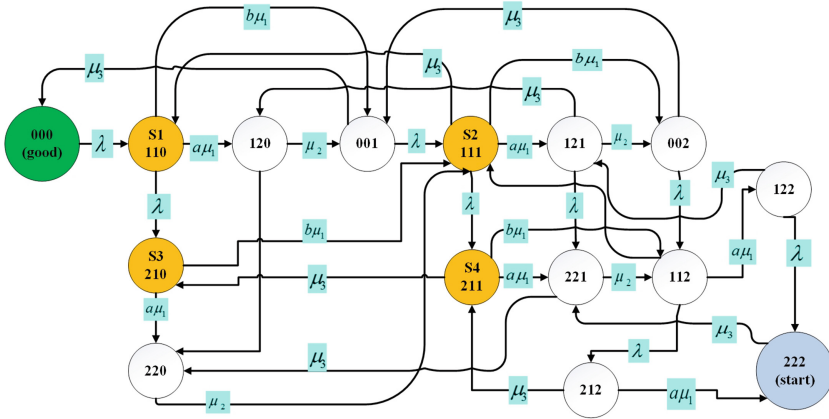 bμ₁
μ₃
μ₃
μ₃
bμ₁
μ₃
000
(good)
λ
S1
110
aμ₁
120
μ₂
001
λ
S2
111
aμ₁
121
μ₂
002
μ₃
122
λ
λ
λ
λ
bμ₁
bμ₁
aμ₁
λ
S3
210
μ₃
S4
211
aμ₁
221
μ₂
112
aμ₁
μ₃
220
μ₃
λ
222
(start)
μ₂
μ₃
212
aμ₁